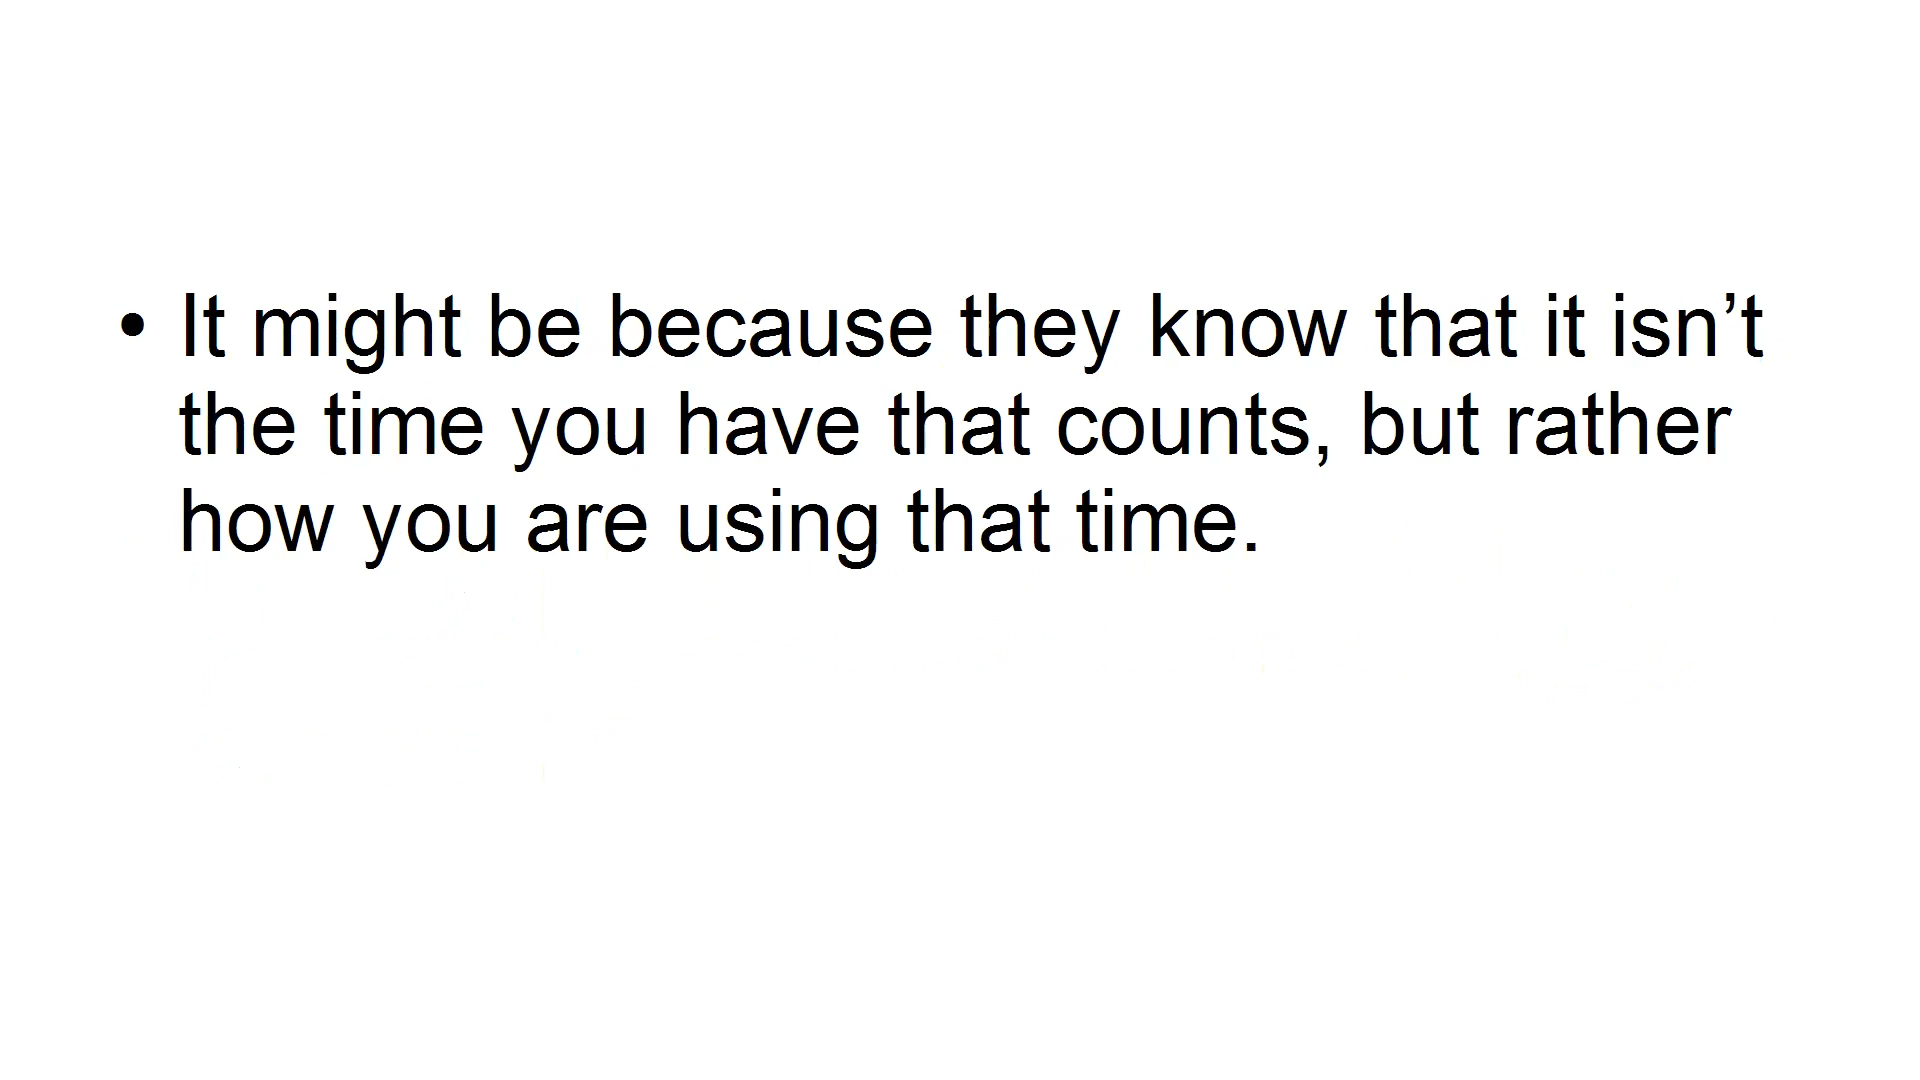 • It might be because they know that it isn’t
the time you have that counts, but rather
how you are using that time.